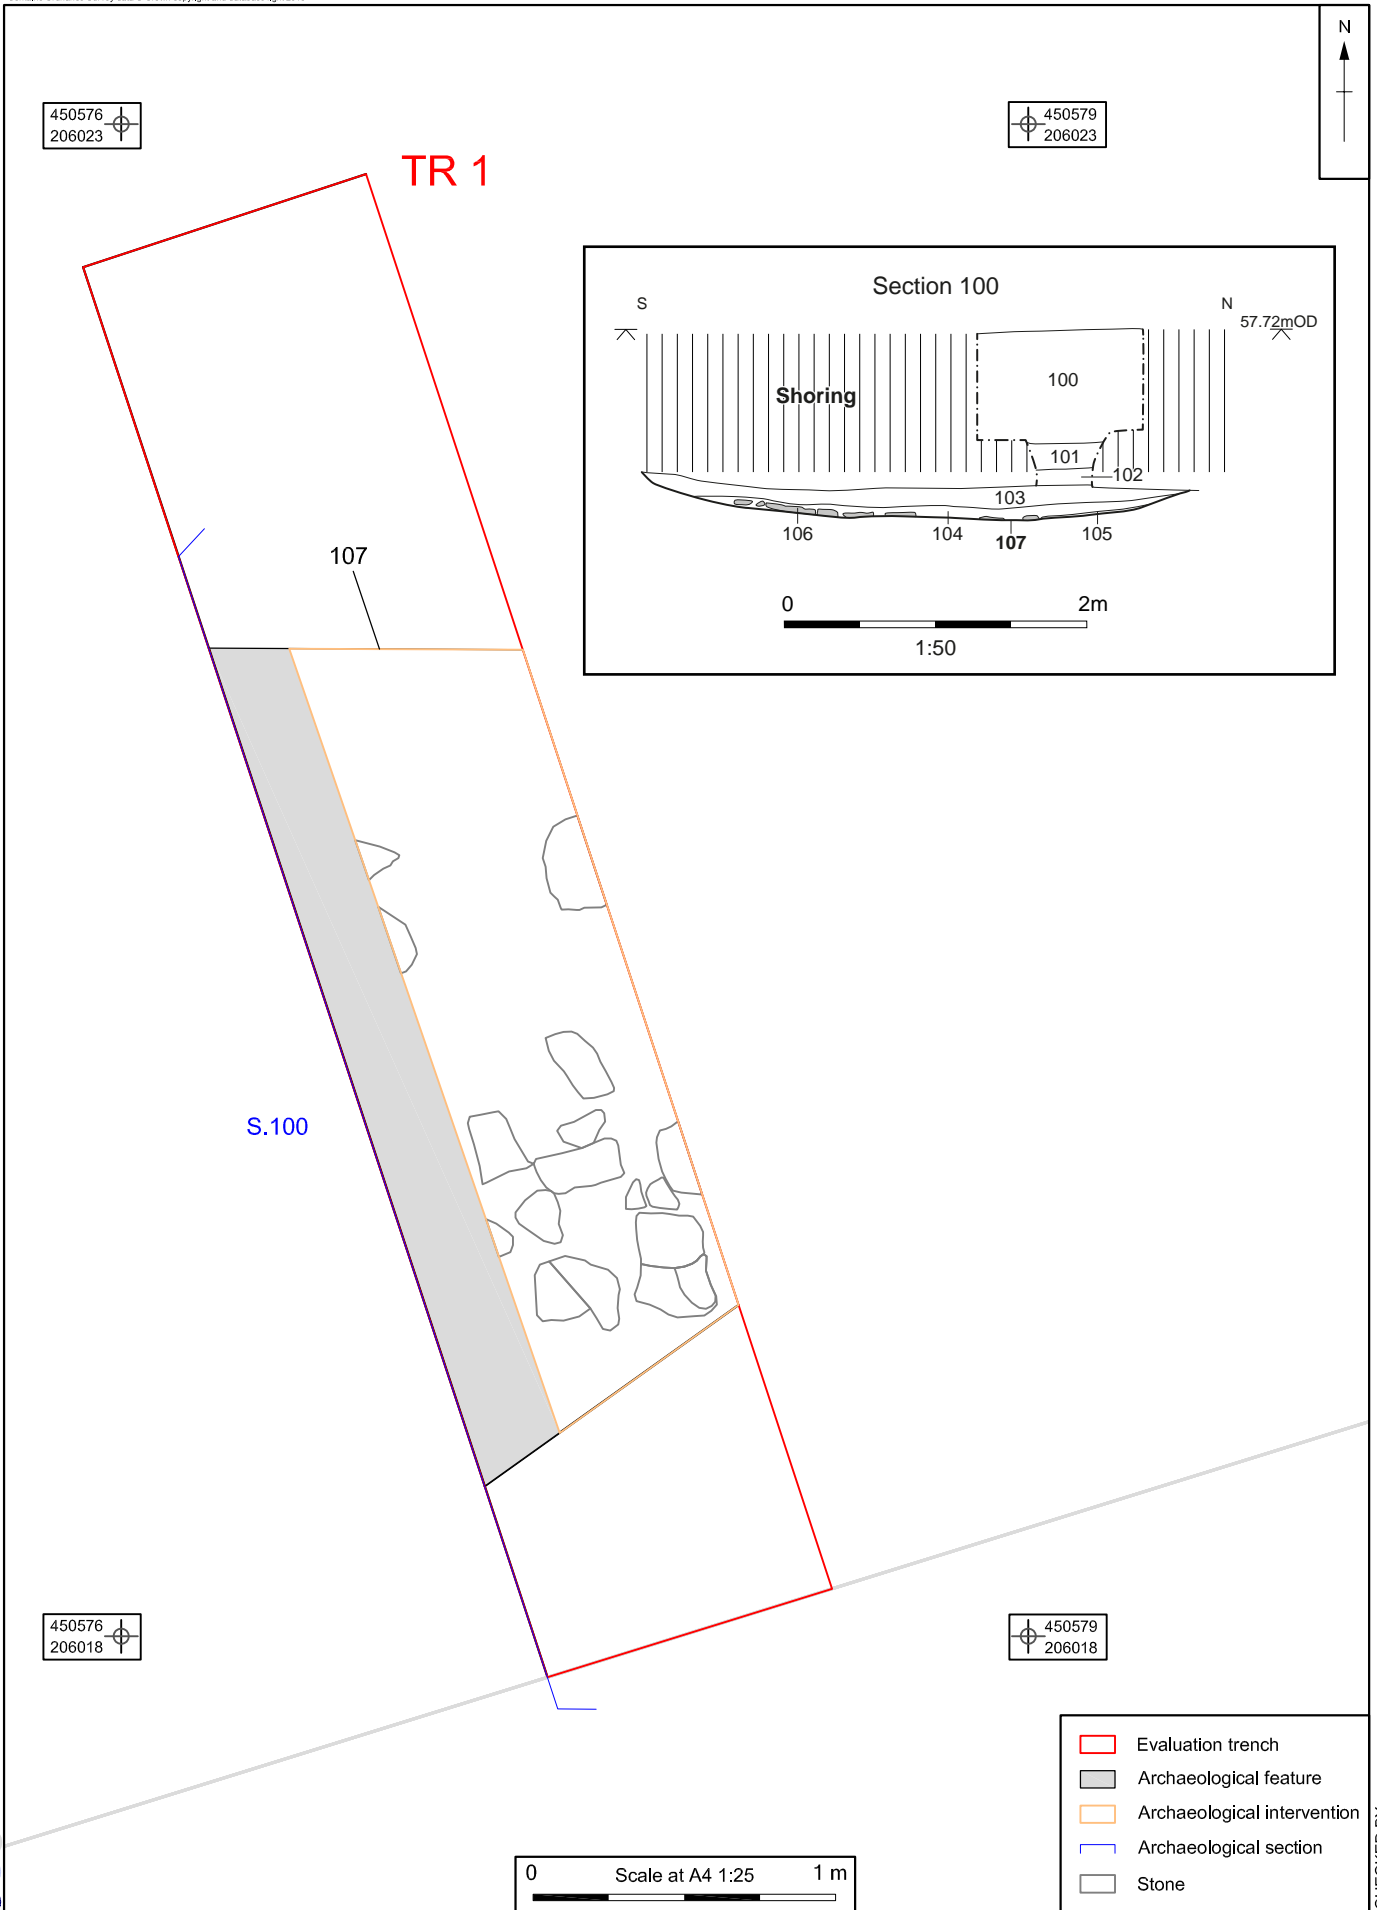 N
450576
206023
450579
206023
TR 1
Section 100
S
N
57.72mOD
100
Shoring
101
102
103
106
104
107
105
0
2m
1:50
107
S.100
450576
206018
450579
206018
Evaluation trench
Archaeological feature
Archaeological intervention
Archaeological section
Stone
0
Scale at A4 1:25
1 m